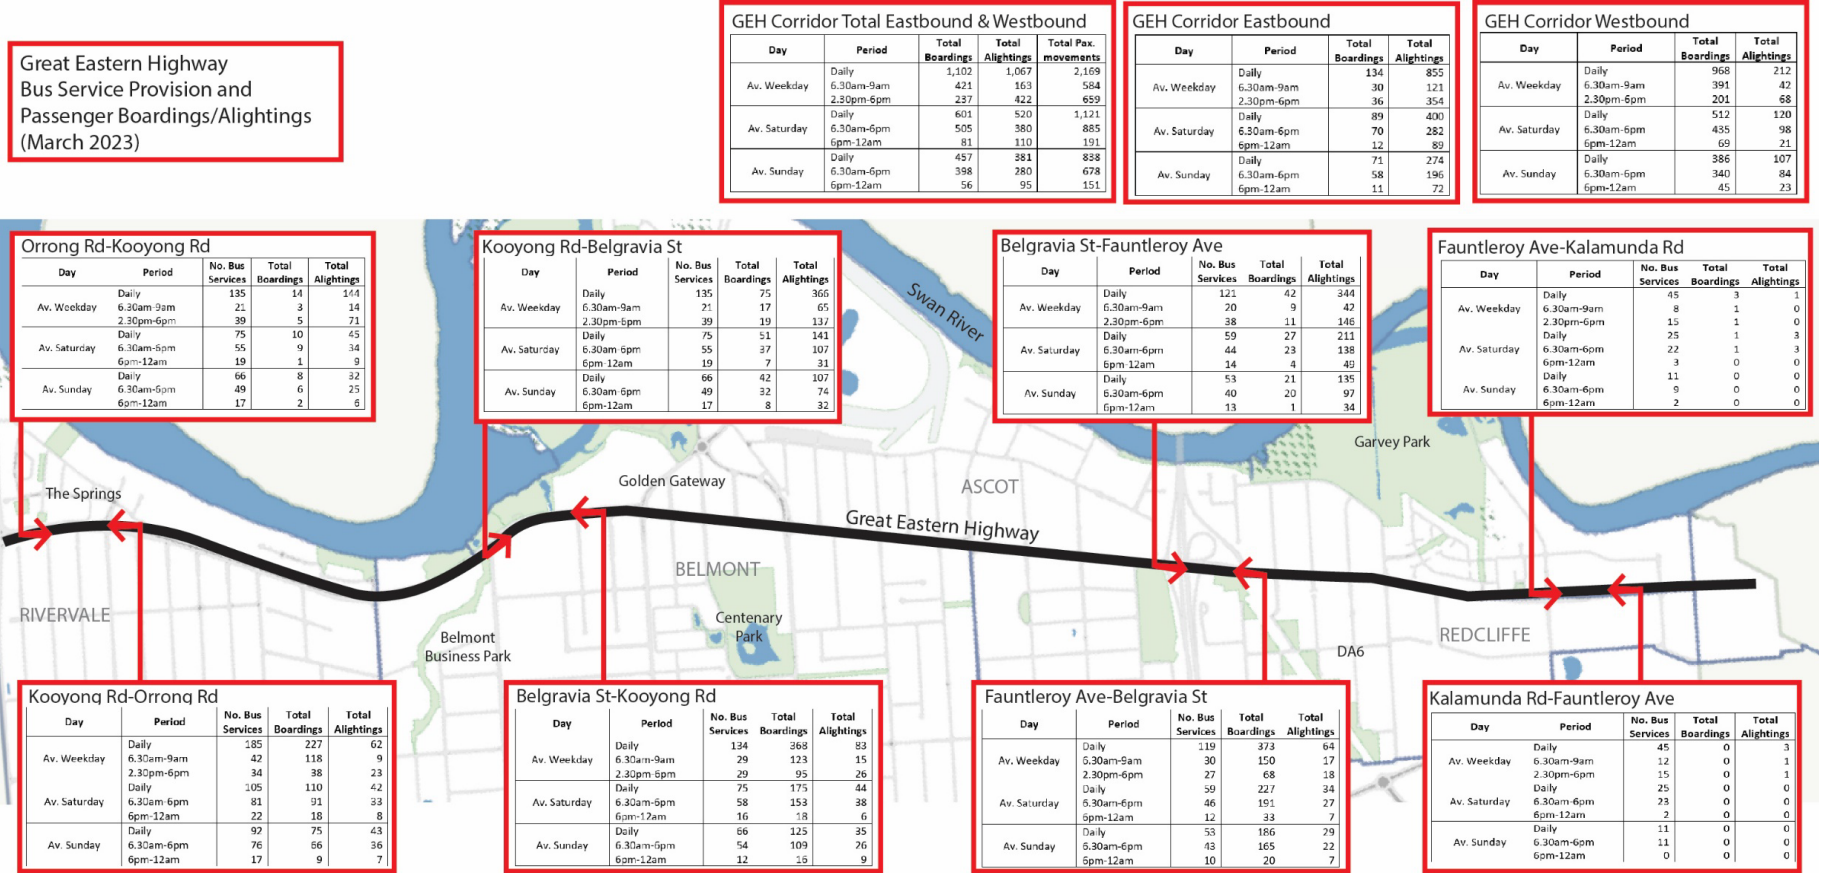 Great Eastern Highway
Bus Service Provision and
Passenger Boardings/Alightings
(March 2023)
GEH Corridor Total Eastbound & Westbound
Day Period Total Boardings Total Alightings Total Pax. movements
Av. Weekday
Daily 1,102 1,067 2,169
6.30am-9am 421 163 584
2.30pm-6pm 237 422 659
Av. Saturday
Daily 601 520 1,121
6.30am-6pm 505 380 885
6pm-12am 81 110 191
Av. Sunday
Daily 457 381 838
6.30am-6pm 398 280 678
6pm-12am 56 95 151
GEH Corridor Eastbound
Day Period Total Boardings Total Alightings
Av. Weekday
Daily 134 855
6.30am-9am 30 121
2.30pm-6pm 36 354
Av. Saturday
Daily 89 400
6.30am-6pm 70 282
6pm-12am 12 89
Av. Sunday
Daily 71 274
6.30am-6pm 58 196
6pm-12am 11 72
GEH Corridor Westbound
Day Period Total Boardings Total Alightings
Av. Weekday
Daily 968 212
6.30am-9am 391 42
2.30pm-6pm 201 68
Av. Saturday
Daily 512 120
6.30am-6pm 435 98
6pm-12am 69 21
Av. Sunday
Daily 386 107
6.30am-6pm 340 84
6pm-12am 45 23
Orrong Rd-Kooyong Rd
Day Period No. Bus Services Total Boardings Total Alightings
Av. Weekday
Daily 135 14 144
6.30am-9am 21 3 14
2.30pm-6pm 39 5 71
Av. Saturday
Daily 75 10 45
6.30am-6pm 55 9 34
6pm-12am 19 1 9
Av. Sunday
Daily 66 8 32
6.30am-6pm 49 6 25
6pm-12am 17 2 6
Kooyong Rd-Belgravia St
Day Period No. Bus Services Total Boardings Total Alightings
Av. Weekday
Daily 135 75 366
6.30am-9am 21 17 65
2.30pm-6pm 39 19 137
Av. Saturday
Daily 75 51 141
6.30am-6pm 55 37 107
6pm-12am 19 7 31
Av. Sunday
Daily 66 42 107
6.30am-6pm 49 32 74
6pm-12am 17 8 32
Belgravia St-Fauntleroy Ave
Day Period No. Bus Services Total Boardings Total Alightings
Av. Weekday
Daily 121 42 344
6.30am-9am 20 9 42
2.30pm-6pm 38 11 146
Av. Saturday
Daily 59 27 211
6.30am-6pm 44 23 138
6pm-12am 14 4 49
Av. Sunday
Daily 53 21 135
6.30am-6pm 40 20 97
6pm-12am 13 1 34
Fauntleroy Ave-Kalamunda Rd
Day Period No. Bus Services Total Boardings Total Alightings
Av. Weekday
Daily 45 3 1
6.30am-9am 8 1 0
2.30pm-6pm 15 1 0
Av. Saturday
Daily 25 1 3
6.30am-6pm 22 1 3
6pm-12am 3 0 0
Av. Sunday
Daily 11 0 0
6.30am-6pm 9 0 0
6pm-12am 2 0 0
Swan River
Garvey Park
The Springs
Golden Gateway
ASCOT
Great Eastern Highway
BELMONT
RIVERVALE
Belmont
Business Park
Centenary
Park
REDCLIFFE
DA6
Kooyong Rd-Orrong Rd
Day Period No. Bus Services Total Boardings Total Alightings
Av. Weekday
Daily 185 227 62
6.30am-9am 42 118 9
2.30pm-6pm 34 38 23
Av. Saturday
Daily 105 110 42
6.30am-6pm 81 91 33
6pm-12am 22 18 8
Av. Sunday
Daily 92 75 43
6.30am-6pm 76 66 36
6pm-12am 17 9 7
Belgravia St-Kooyong Rd
Day Period No. Bus Services Total Boardings Total Alightings
Av. Weekday
Daily 134 368 83
6.30am-9am 29 123 15
2.30pm-6pm 29 95 26
Av. Saturday
Daily 75 175 44
6.30am-6pm 58 153 38
6pm-12am 16 18 6
Av. Sunday
Daily 66 125 35
6.30am-6pm 54 109 26
6pm-12am 12 16 9
Fauntleroy Ave-Belgravia St
Day Period No. Bus Services Total Boardings Total Alightings
Av. Weekday
Daily 119 373 64
6.30am-9am 30 150 17
2.30pm-6pm 27 68 18
Av. Saturday
Daily 59 227 34
6.30am-6pm 46 191 27
6pm-12am 12 33 7
Av. Sunday
Daily 53 186 29
6.30am-6pm 43 165 22
6pm-12am 10 20 7
Kalamunda Rd-Fauntleroy Ave
Day Period No. Bus Services Total Boardings Total Alightings
Av. Weekday
Daily 45 0 3
6.30am-9am 12 0 1
2.30pm-6pm 15 0 1
Av. Saturday
Daily 25 0 0
6.30am-6pm 23 0 0
6pm-12am 2 0 0
Av. Sunday
Daily 11 0 0
6.30am-6pm 11 0 0
6pm-12am 0 0 0